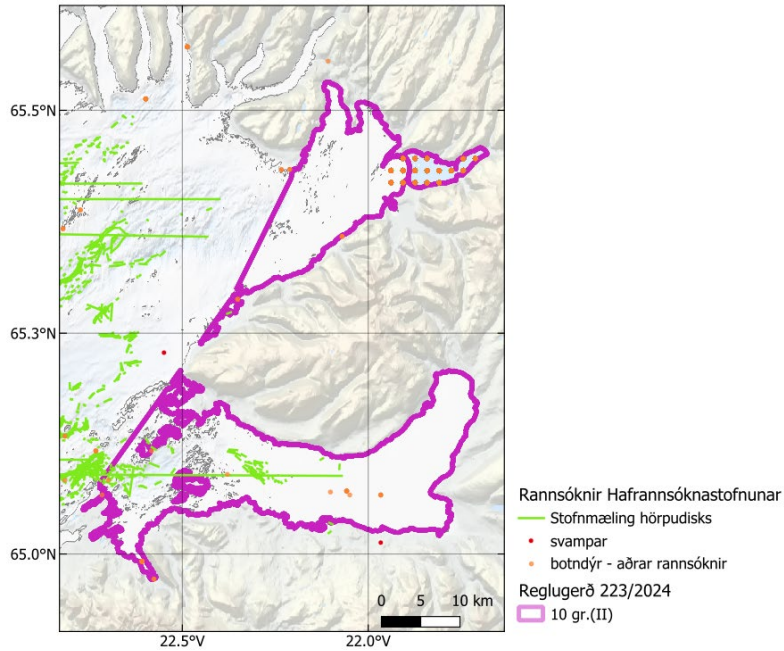 65.5°N
65.3°N
65.0°N
22.5°V
22.0°V
0 5 10 km
Rannsóknir Hafrannsóknastofnunar
Stofnmæling hörpudisks
svampar
botndýr - aðrar rannsóknir
Reglugerð 223/2024
10 gr.(II)